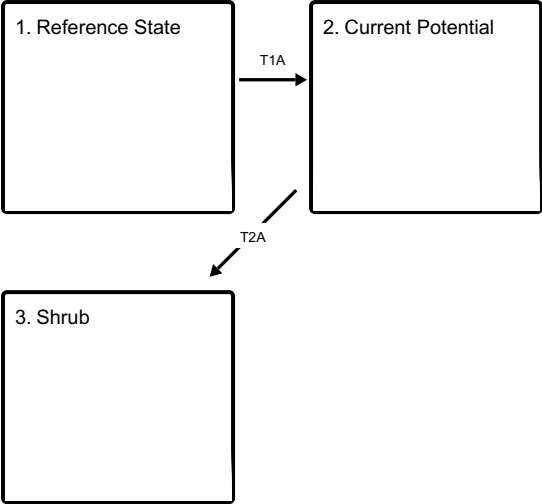 1. Reference State
T1A
2. Current Potential
T2A
3. Shrub